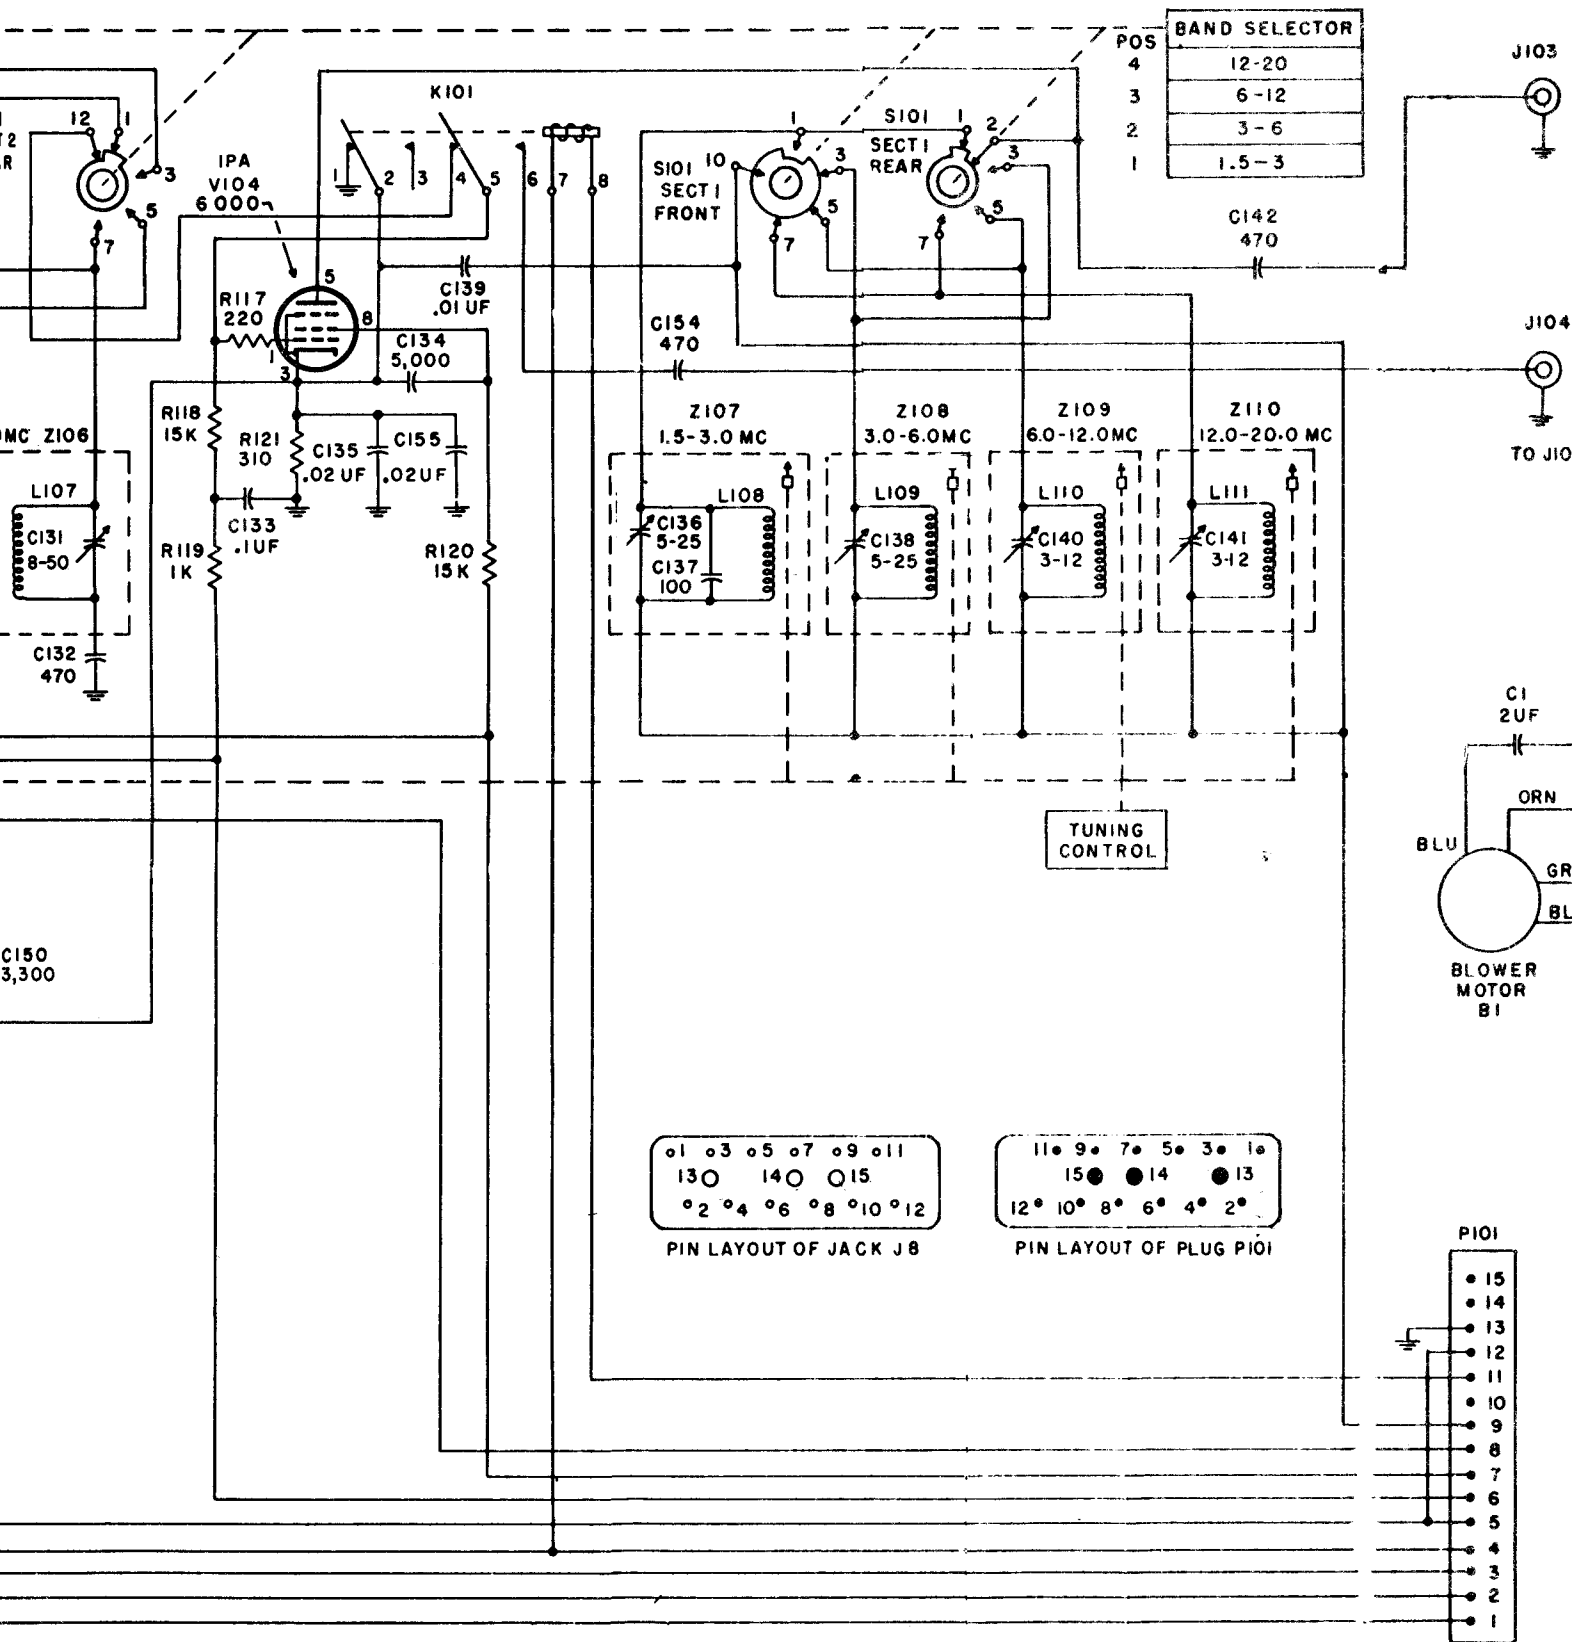 BAND SELECTOR
POS
4 12-20
3 6-12
2 3-6
1 1.5-3
J103
K101
12 1
3
5
7
IPA
V104
6000
1 2 3 4 5 6 7 8
S101
SECT 1
FRONT
10 1 3 5 7
S101
SECT 1
REAR
1 2 3 5 7
C142
470
R117
220
5
8
1
3
C139
.01UF
C134
5,000
C154
470
J104
TO J10
MC Z106
R118
15K
R121
310
C135
.02UF
C155
.02UF
Z107
1.5-3.0 MC
Z108
3.0-6.0MC
Z109
6.0-12.0MC
Z110
12.0-20.0 MC
L107
C131
8-50
C133
.1UF
R119
1K
R120
15K
L108
C136
5-25
C137
100
L109
C138
5-25
L110
C140
3-12
L111
C141
3-12
C132
470
C1
2UF
ORN
BLU
GR
BL
TUNING
CONTROL
BLOWER
MOTOR
B1
C150
3,300
1 3 5 7 9 11
13 14 15
2 4 6 8 10 12
PIN LAYOUT OF JACK J8
11 9 7 5 3 1
15 14 13
12 10 8 6 4 2
PIN LAYOUT OF PLUG P101
P101
15
14
13
12
11
10
9
8
7
6
5
4
3
2
1